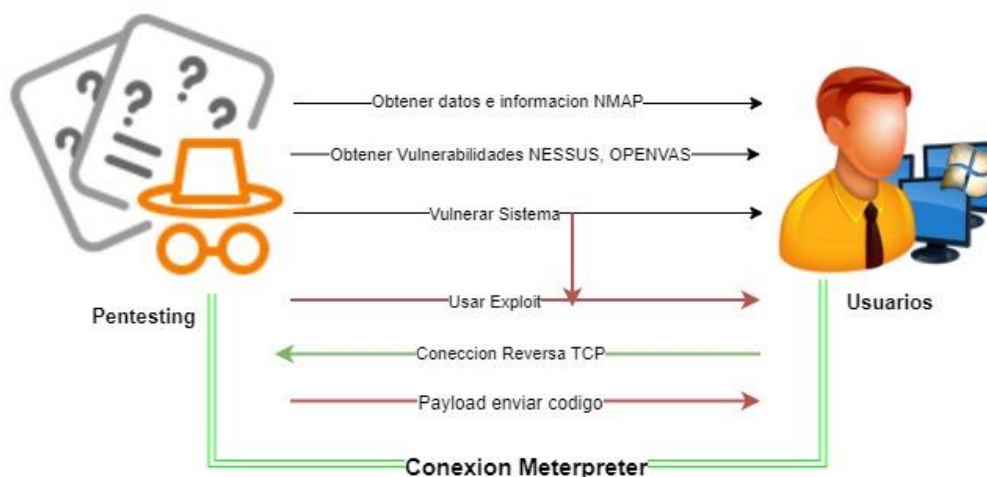 ? ? ?
?
Obtener datos e informacion NMAP
Obtener Vulnerabilidades NESSUS, OPENVAS
Vulnerar Sistema
Pentesting
Usar Exploit
Usuarios
Coneccion Reversa TCP
Payload enviar codigo
Conexion Meterpreter